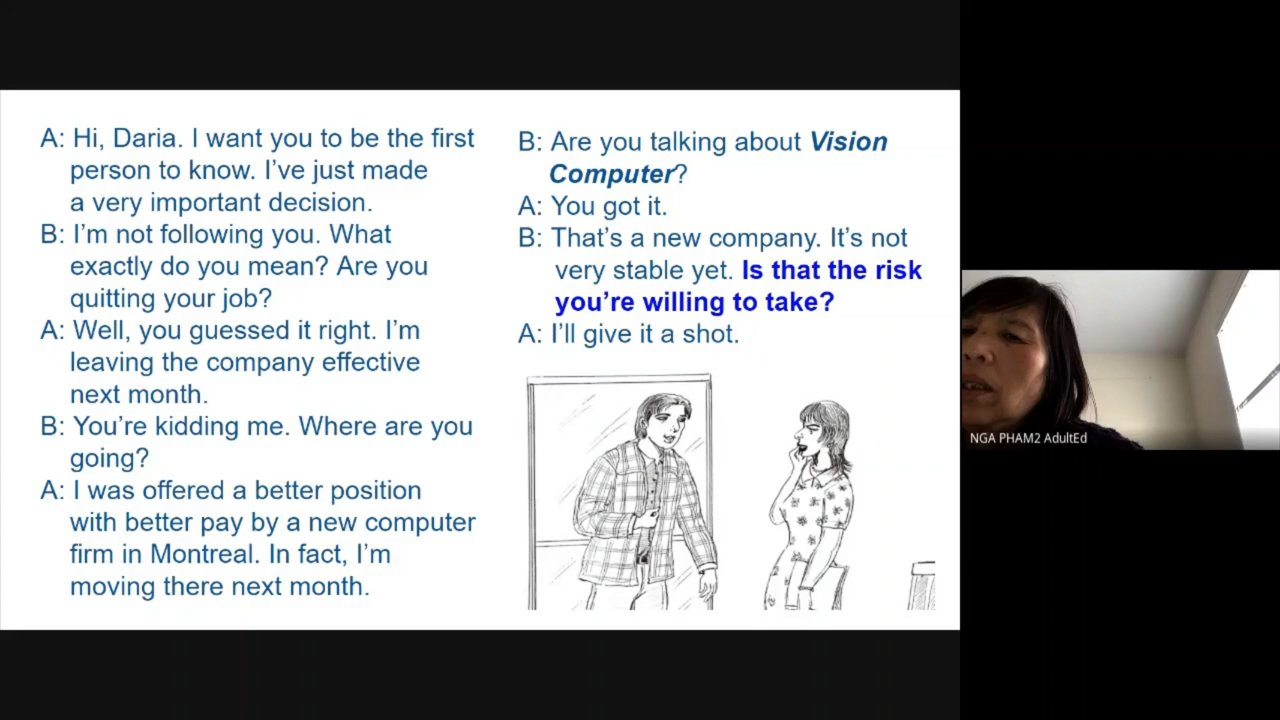 A: Hi, Daria. I want you to be the first
person to know. I’ve just made
a very important decision.
B: I’m not following you. What
exactly do you mean? Are you
quitting your job?
A: Well, you guessed it right. I’m
leaving the company effective
next month.
B: You’re kidding me. Where are you
going?
A: I was offered a better position
with better pay by a new computer
firm in Montreal. In fact, I’m
moving there next month.
B: Are you talking about Vision
Computer?
A: You got it.
B: That’s a new company. It’s not
very stable yet. Is that the risk
you’re willing to take?
A: I’ll give it a shot.
NGA PHAM2 AdultEd